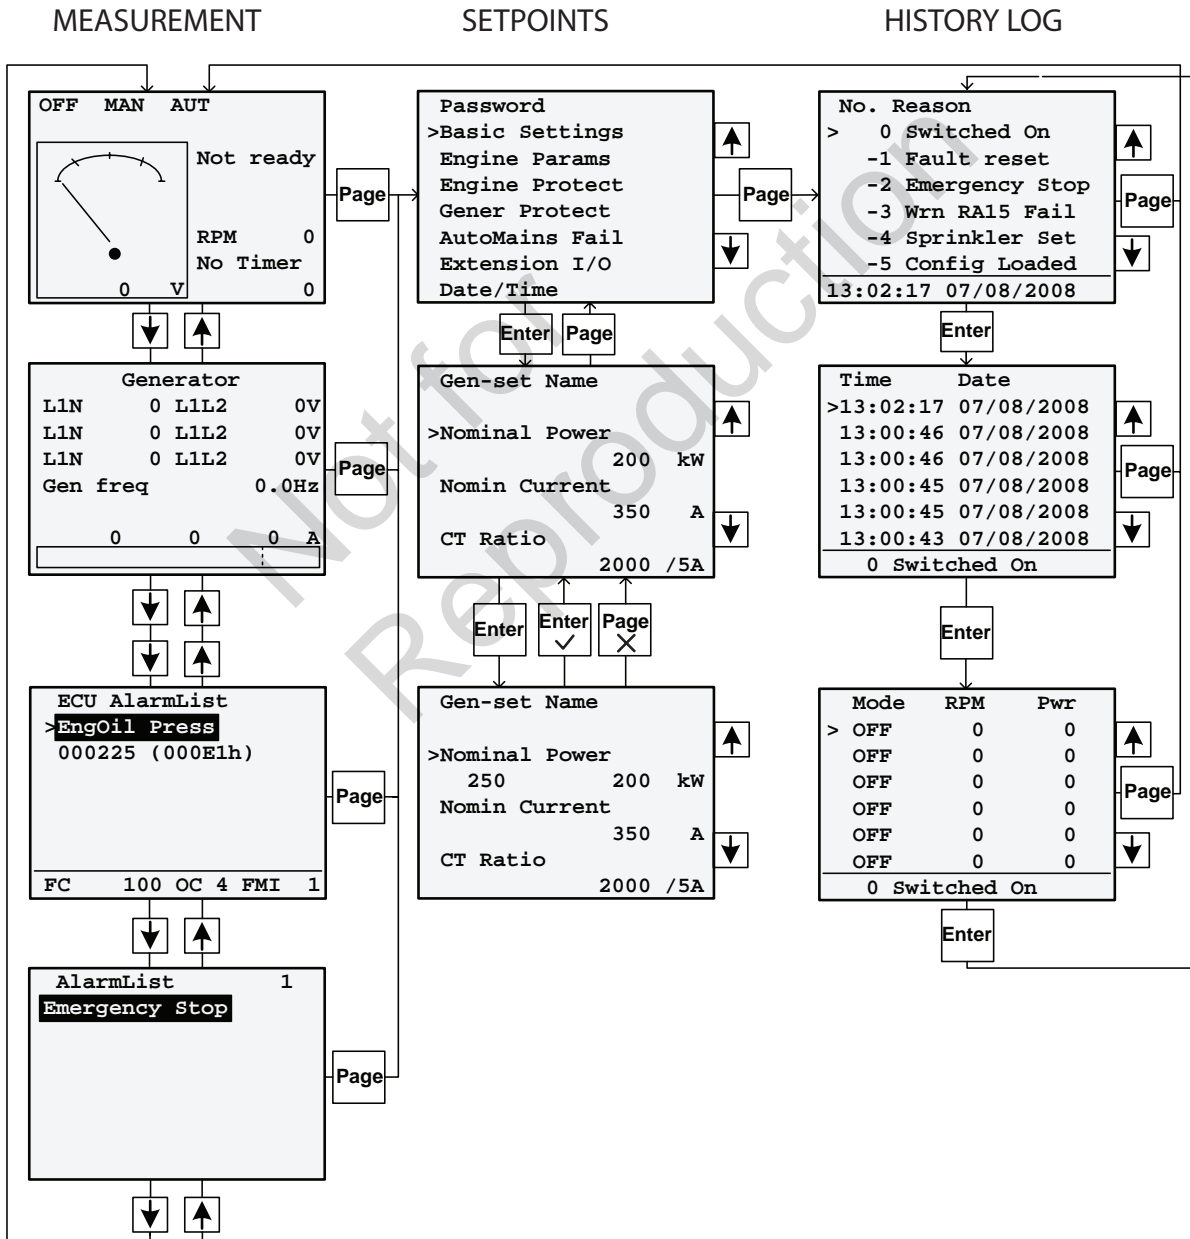 MEASUREMENT
SETPOINTS
HISTORY LOG
OFF MAN AUT
Not ready
RPM 0
No Timer
0 V 0
Page
Generator
L1N 0 L1L2 0V
L1N 0 L1L2 0V
L1N 0 L1L2 0V
Gen freq 0.0Hz
0 0 0 A
Page
ECU AlarmList
>EngOil Press
000225 (000E1h)
FC 100 OC 4 FMI 1
Page
AlarmList 1
Emergency Stop
Page
Password
>Basic Settings
Engine Params
Engine Protect
Gener Protect
AutoMains Fail
Extension I/O
Date/Time
Page
Enter
Page
Gen-set Name
>Nominal Power
200 kW
Nomin Current
350 A
CT Ratio
2000 /5A
Enter
Enter
Page
Gen-set Name
>Nominal Power
250 200 kW
Nomin Current
350 A
CT Ratio
2000 /5A
No. Reason
> 0 Switched On
-1 Fault reset
-2 Emergency Stop
-3 Wrn RA15 Fail
-4 Sprinkler Set
-5 Config Loaded
13:02:17 07/08/2008
Page
Enter
Time Date
>13:02:17 07/08/2008
13:00:46 07/08/2008
13:00:46 07/08/2008
13:00:45 07/08/2008
13:00:45 07/08/2008
13:00:43 07/08/2008
0 Switched On
Page
Enter
Mode RPM Pwr
> OFF 0 0
OFF 0 0
OFF 0 0
OFF 0 0
OFF 0 0
OFF 0 0
0 Switched On
Page
Enter
Not for
Reproduction